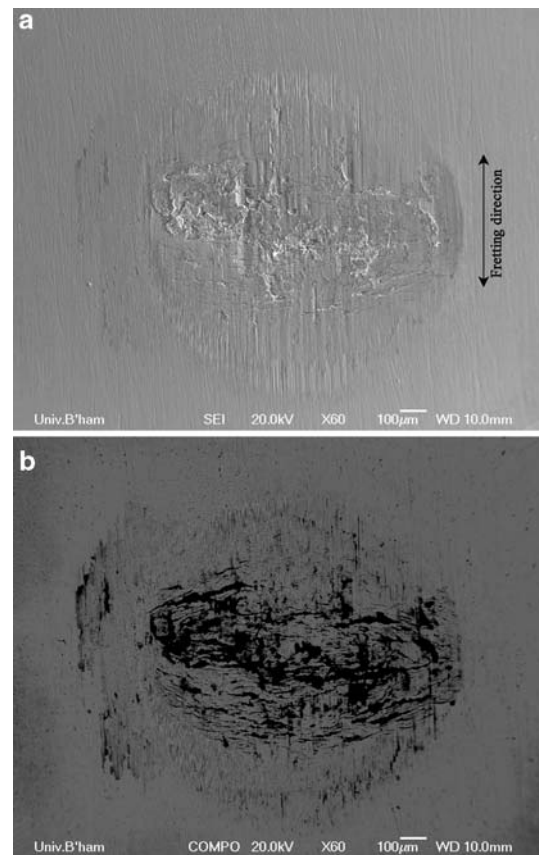 a
Fretting direction
Univ.B'ham SEI 20.0kV X60 100µm WD 10.0mm
b
Univ.B'ham COMPO 20.0kV X60 100µm WD 10.0mm